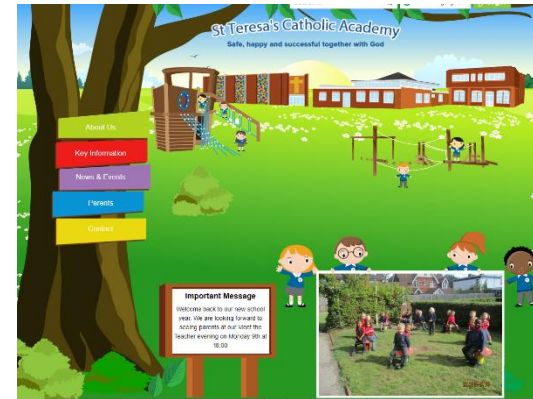 St Teresa's Catholic Academy
Safe, happy and successful together with God
About Us
Key Information
News & Events
Parents
Contact
Important Message
Welcome back to our new school
year. We are looking forward to
seeing parents at our Meet the
Teacher evening on Monday 9th at